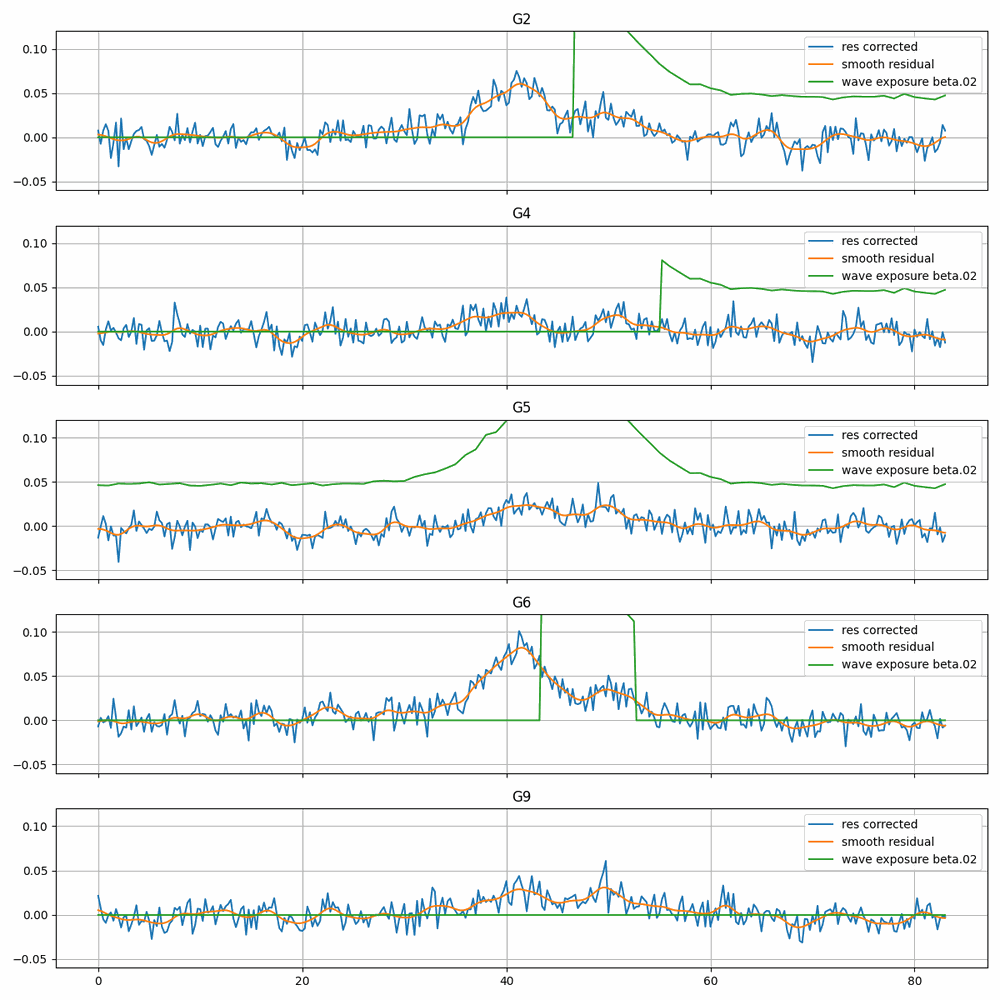 G2
0.10
0.05
0.00
−0.05
res corrected
smooth residual
wave exposure beta.02
G4
0.10
0.05
0.00
−0.05
res corrected
smooth residual
wave exposure beta.02
G5
0.10
0.05
0.00
−0.05
res corrected
smooth residual
wave exposure beta.02
G6
0.10
0.05
0.00
−0.05
res corrected
smooth residual
wave exposure beta.02
G9
0.10
0.05
0.00
−0.05
res corrected
smooth residual
wave exposure beta.02
0 20 40 60 80